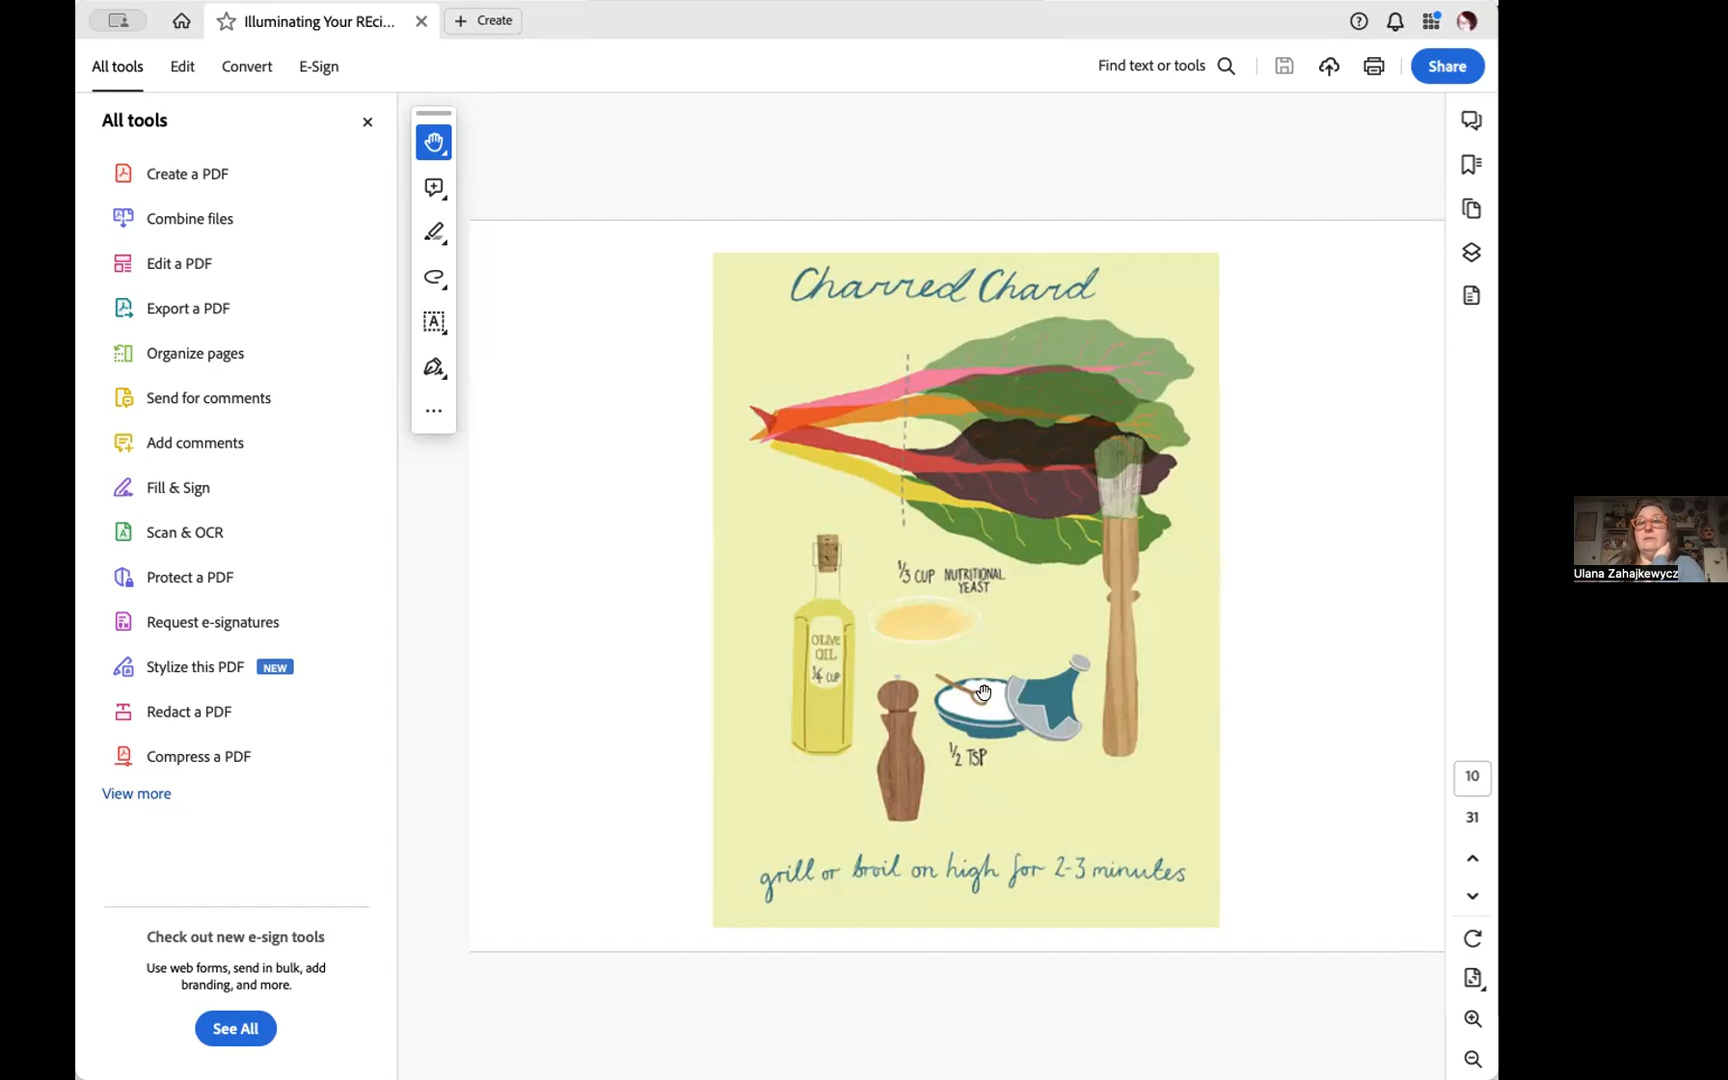 Illuminating Your REci...
Create
All tools
Edit
Convert
E-Sign
Find text or tools
Share
All tools
Create a PDF
Combine files
Edit a PDF
Export a PDF
Organize pages
Send for comments
Add comments
Fill & Sign
Scan & OCR
Protect a PDF
Request e-signatures
Stylize this PDF NEW
Redact a PDF
Compress a PDF
View more
Check out new e-sign tools
Use web forms, send in bulk, add
branding, and more.
See All
Charred Chard
1/3 CUP NUTRITIONAL
YEAST
OLIVE
OIL
1/4 CUP
1/2 TSP
grill or broil on high for 2-3 minutes
10
31
Ulana Zahajkewycz